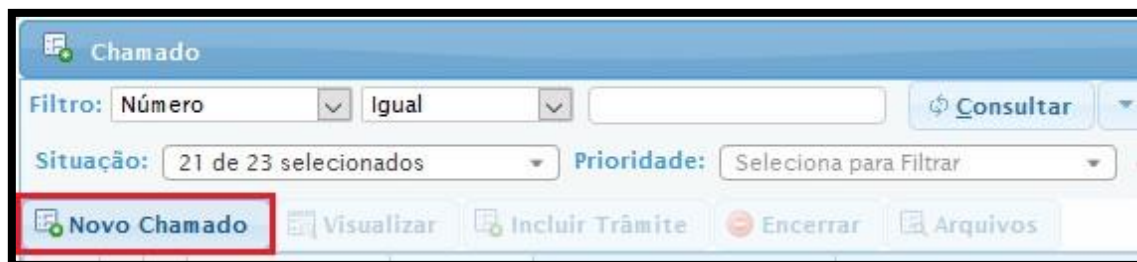 Chamado
Filtro: Número Igual Consultar
Situação: 21 de 23 selecionados Prioridade: Seleciona para Filtrar
Novo Chamado Visualizar Incluir Trâmite Encerrar Arquivos